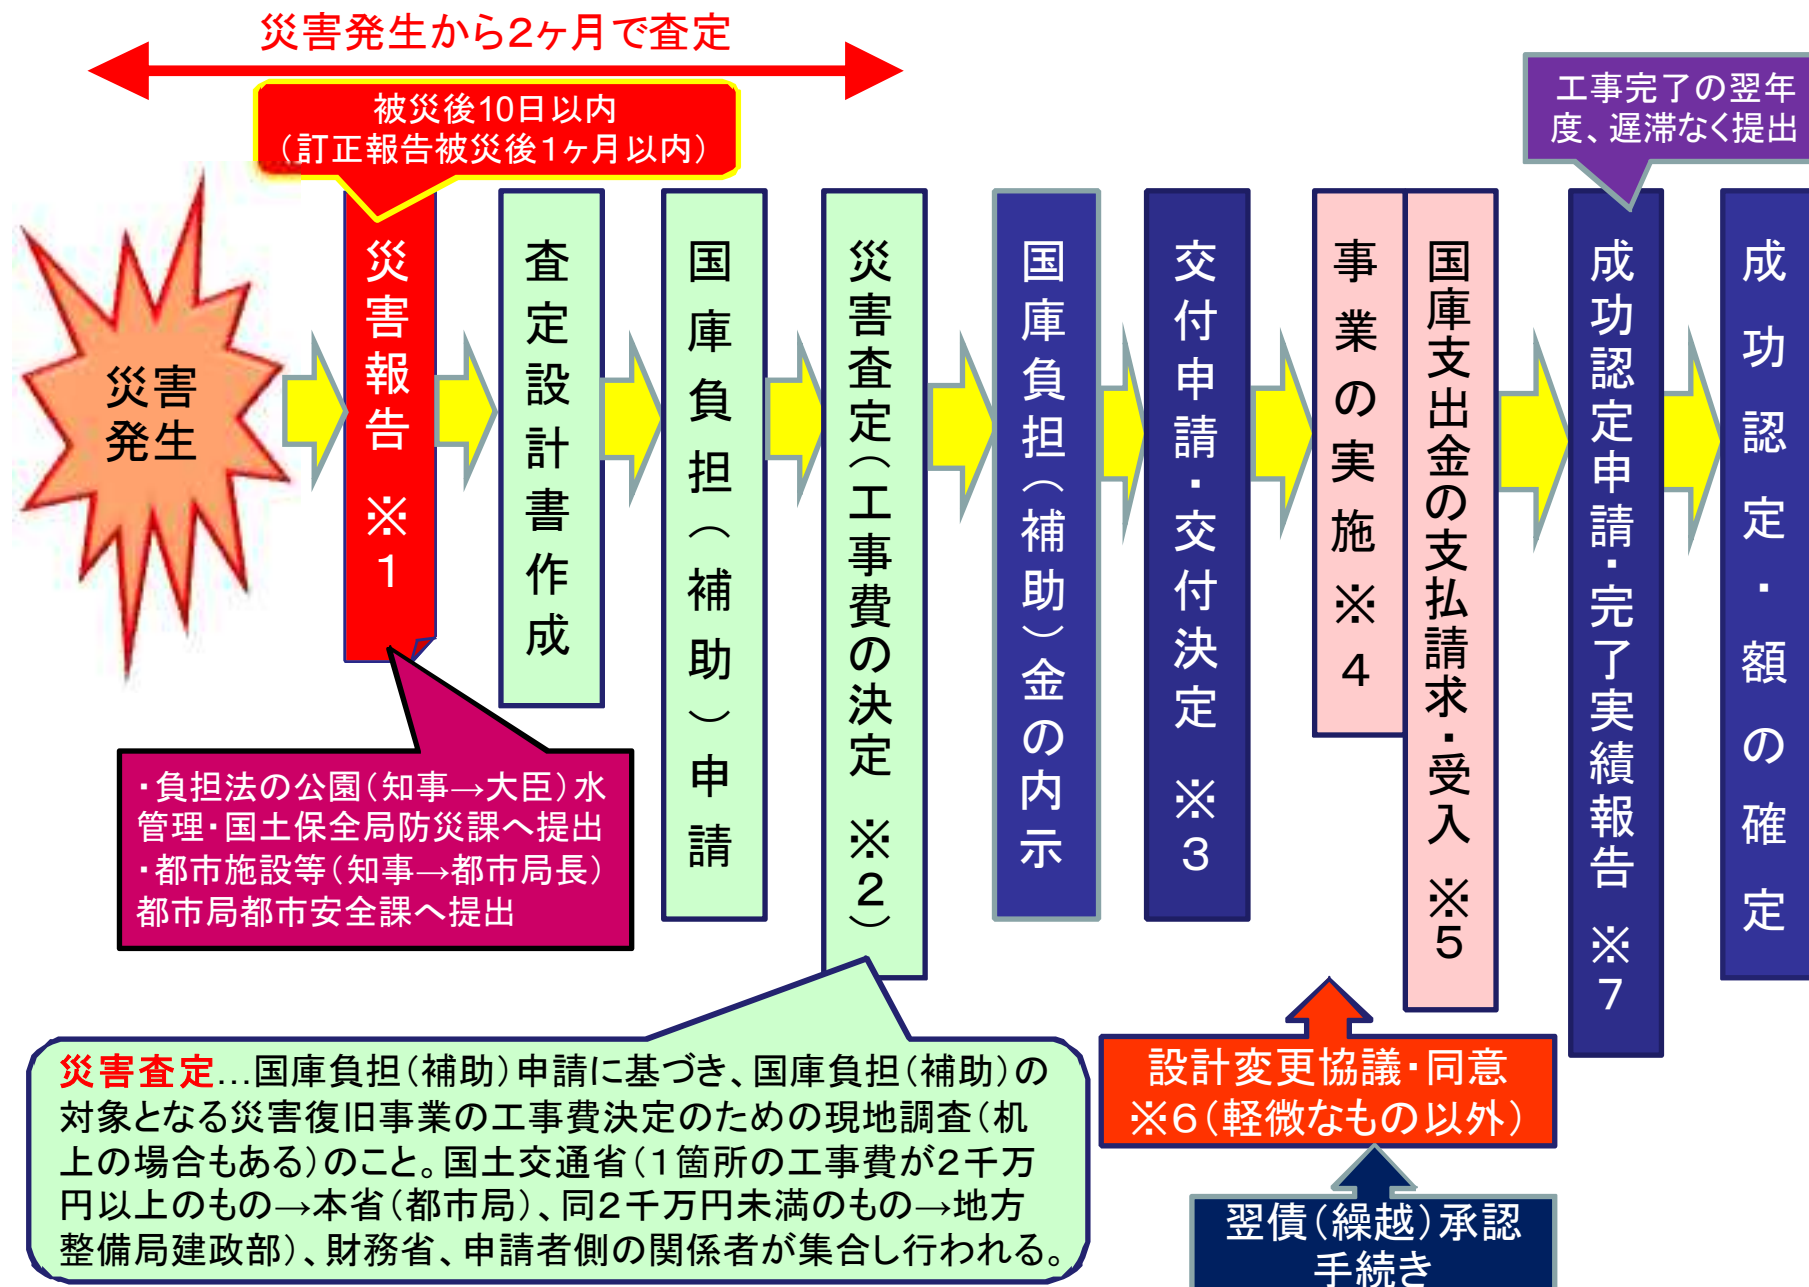 災害発生から2ヶ月で査定
被災後10日以内
（訂正報告被災後1ヶ月以内）
工事完了の翌年
度、遅滞なく提出
災害
発生
災害報告 ※1
査定設計書作成
国庫負担（補助）申請
災害査定（工事費の決定 ※2）
国庫負担（補助）金の内示
交付申請・交付決定 ※3
事業の実施※4
国庫支出金の支払請求・受入 ※5
成功認定申請・完了実績報告 ※7
成功認定・額の確定
・負担法の公園（知事→大臣）水
管理・国土保全局防災課へ提出
・都市施設等（知事→都市局長）
都市局都市安全課へ提出
災害査定…国庫負担（補助）申請に基づき、国庫負担（補助）の
対象となる災害復旧事業の工事費決定のための現地調査（机
上の場合もある）のこと。国土交通省（１箇所の工事費が２千万
円以上のもの→本省（都市局）、同２千万円未満のもの→地方
整備局建政部）、財務省、申請者側の関係者が集合し行われる。
設計変更協議・同意
※６（軽微なもの以外）
翌債（繰越）承認
手続き